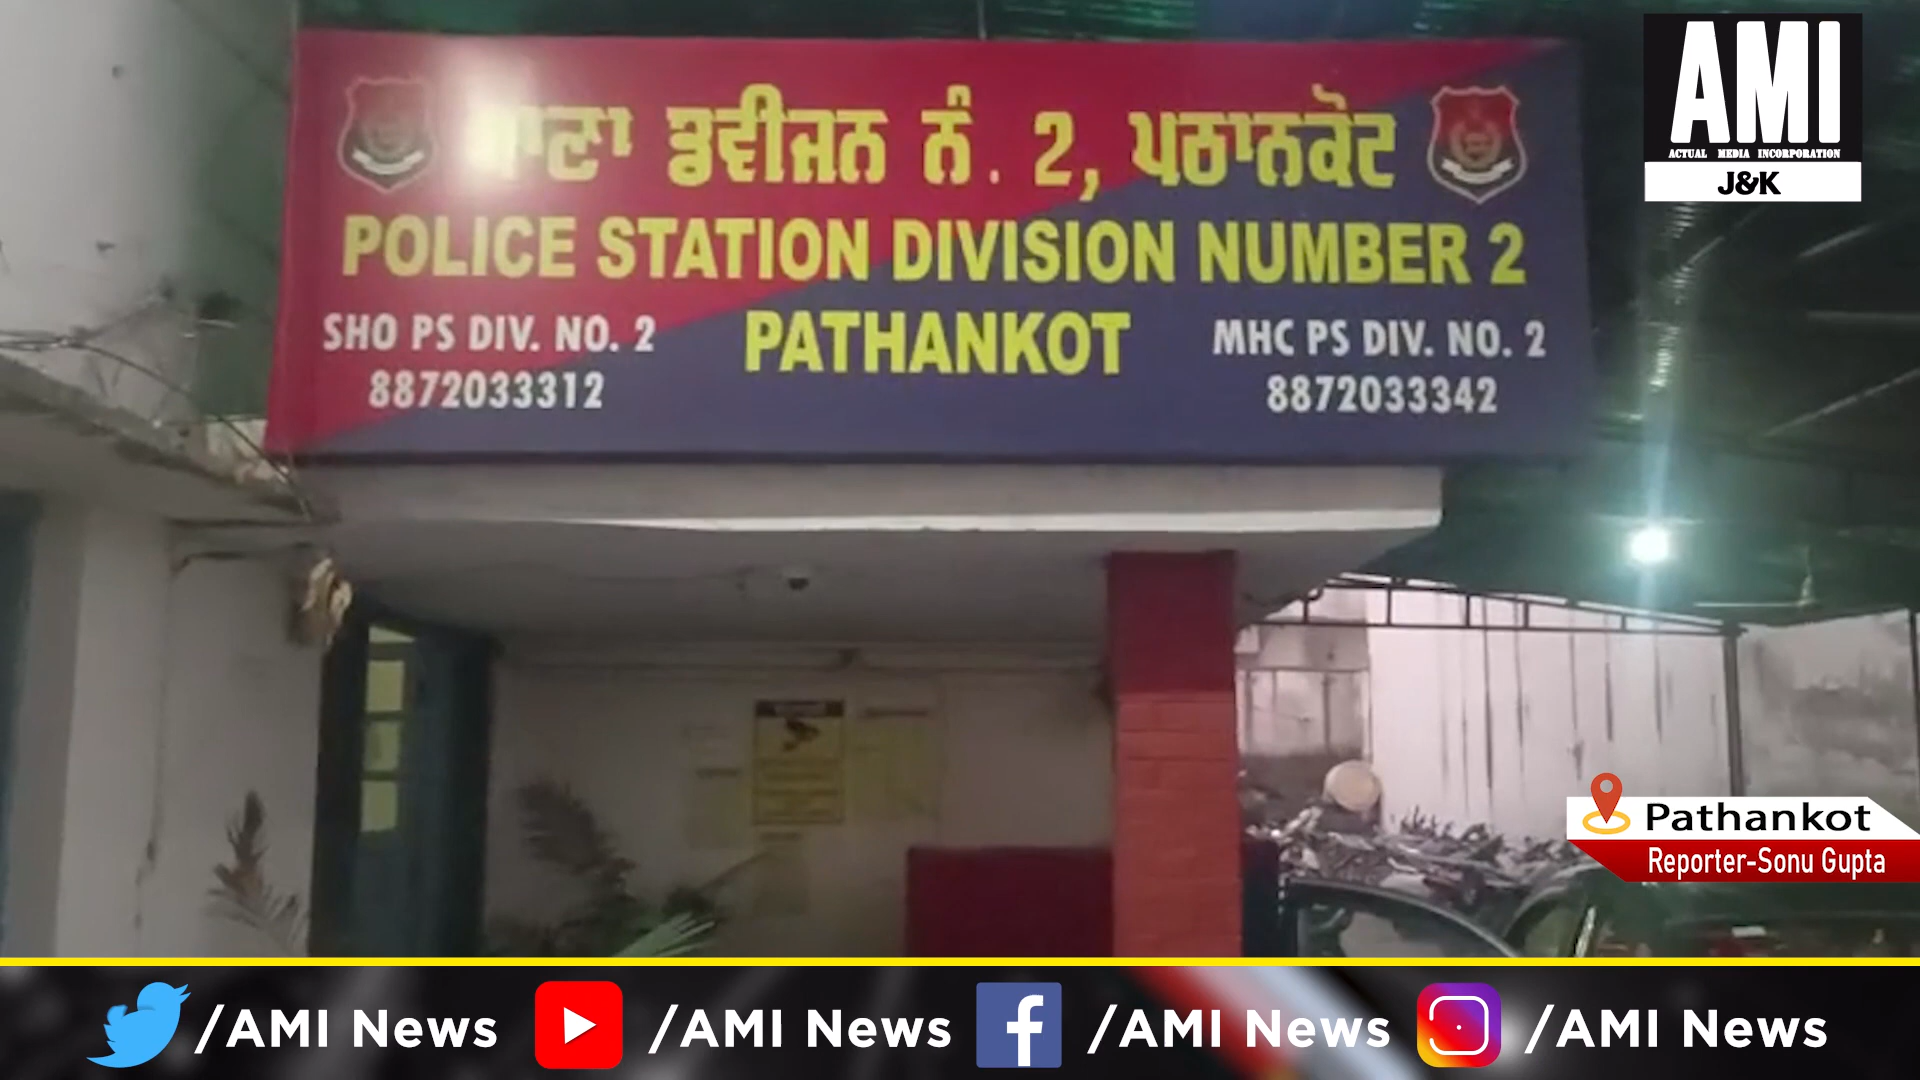 ਥਾਣਾ ਡਵੀਜਨ ਨੰ. 2, ਪਠਾਨਕੋਟ
POLICE STATION DIVISION NUMBER 2
PATHANKOT
SHO PS DIV. NO. 2
8872033312
MHC PS DIV. NO. 2
8872033342
AMI
ACTUAL MEDIA INCORPORATION
J&K
Pathankot
Reporter-Sonu Gupta
/AMI News /AMI News /AMI News /AMI News